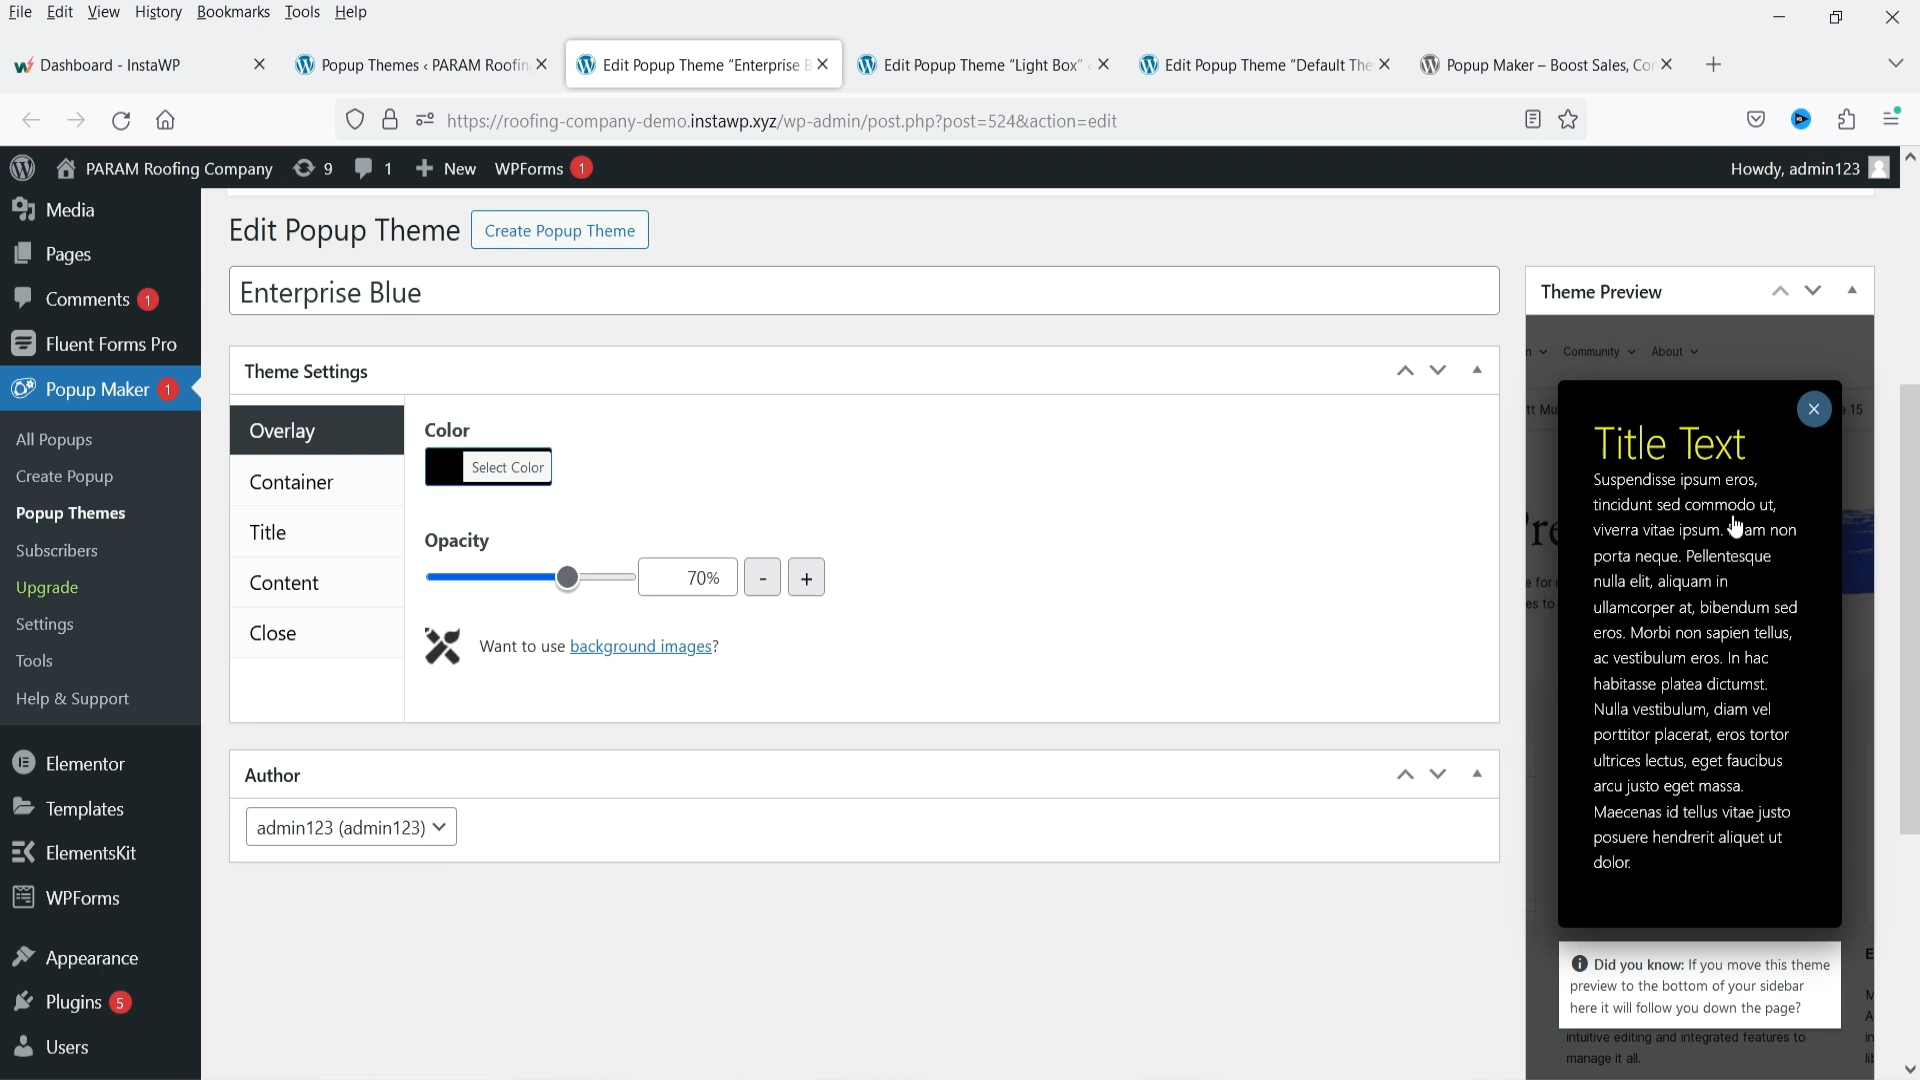 File Edit View History Bookmarks Tools Help
Dashboard - InstaWP
Popup Themes ‹ PARAM Roofin
Edit Popup Theme "Enterprise B
Edit Popup Theme "Light Box" ‹
Edit Popup Theme "Default The
Popup Maker – Boost Sales, Con
https://roofing-company-demo.instawp.xyz/wp-admin/post.php?post=524&action=edit
PARAM Roofing Company 9 1 New WPForms 1
Howdy, admin123
Media
Pages
Comments 1
Fluent Forms Pro
Popup Maker 1
All Popups
Create Popup
Popup Themes
Subscribers
Upgrade
Settings
Tools
Help & Support
Elementor
Templates
ElementsKit
WPForms
Appearance
Plugins 5
Users
Edit Popup Theme Create Popup Theme
Enterprise Blue
Theme Settings
Overlay
Container
Title
Content
Close
Color
Select Color
Opacity
70% - +
Want to use background images?
Author
admin123 (admin123)
Theme Preview
Community About
15
Title Text
Suspendisse ipsum eros,
tincidunt sed commodo ut,
viverra vitae ipsum. am non
porta neque. Pellentesque
nulla elit, aliquam in
ullamcorper at, bibendum sed
eros. Morbi non sapien tellus,
ac vestibulum eros. In hac
habitasse platea dictumst.
Nulla vestibulum, diam vel
porttitor placerat, eros tortor
ultrices lectus, eget faucibus
arcu justo eget massa.
Maecenas id tellus vitae justo
posuere hendrerit aliquet ut
dolor.
Did you know: If you move this theme
preview to the bottom of your sidebar
here it will follow you down the page?
intuitive editing and integrated features to
manage it all.